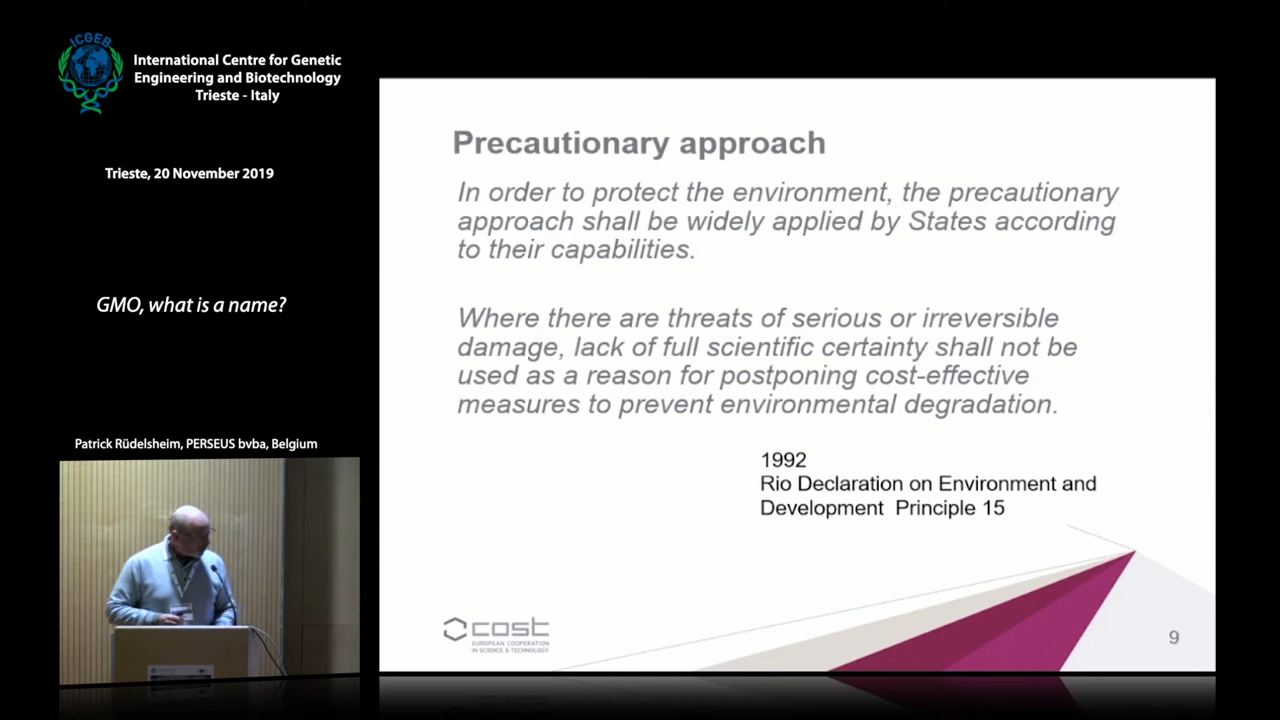 ICGEB
International Centre for Genetic
Engineering and Biotechnology
Trieste - Italy
Trieste, 20 November 2019
GMO, what is a name?
Patrick Rüdelsheim, PERSEUS bvba, Belgium
Precautionary approach
In order to protect the environment, the precautionary
approach shall be widely applied by States according
to their capabilities.
Where there are threats of serious or irreversible
damage, lack of full scientific certainty shall not be
used as a reason for postponing cost-effective
measures to prevent environmental degradation.
1992
Rio Declaration on Environment and
Development Principle 15
cost
EUROPEAN COOPERATION
IN SCIENCE & TECHNOLOGY
9